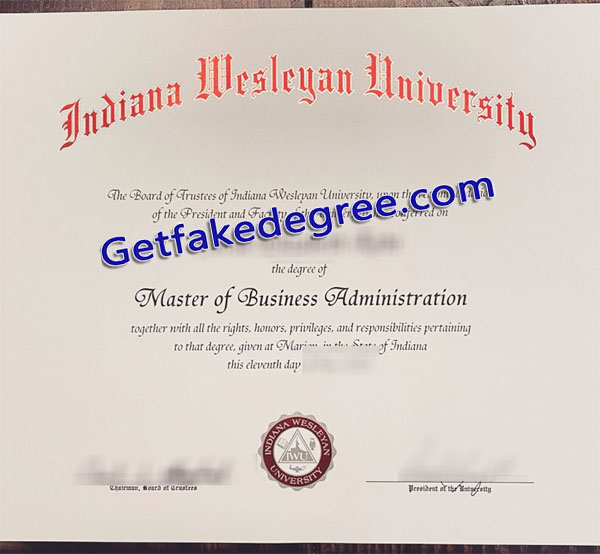 Indiana Wesleyan University
The Board of Trustees of Indiana Wesleyan University, upon the
of the President and Faculty of the conferred on
Getfakedegree.com
the degree of
Master of Business Administration
together with all the rights, honors, privileges, and responsibilities pertaining
to that degree, given at Marion, in the State of Indiana
this eleventh day
INDIANA WESLEYAN
IWU
UNIVERSITY
Chairman, Board of Trustees
President of the University